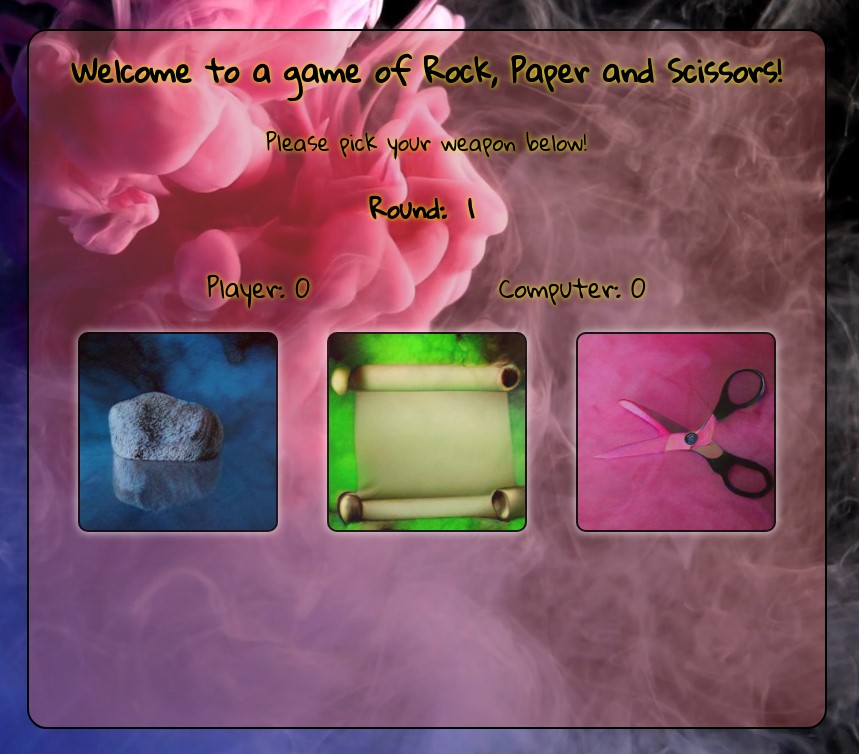 Welcome to a game of Rock, Paper and Scissors!
Please pick your weapon below!
Round: 1
Player: 0 Computer: 0